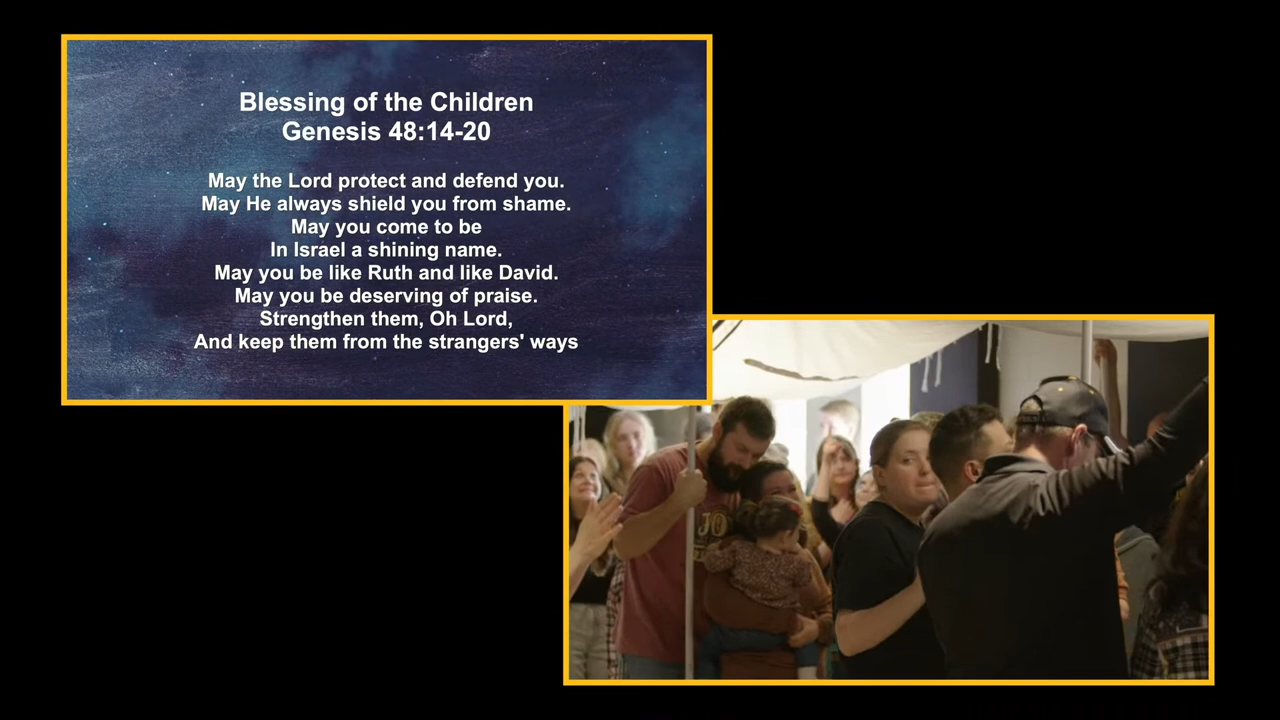 Blessing of the Children
Genesis 48:14-20
May the Lord protect and defend you.
May He always shield you from shame.
May you come to be
In Israel a shining name.
May you be like Ruth and like David.
May you be deserving of praise.
Strengthen them, Oh Lord,
And keep them from the strangers' ways
JO